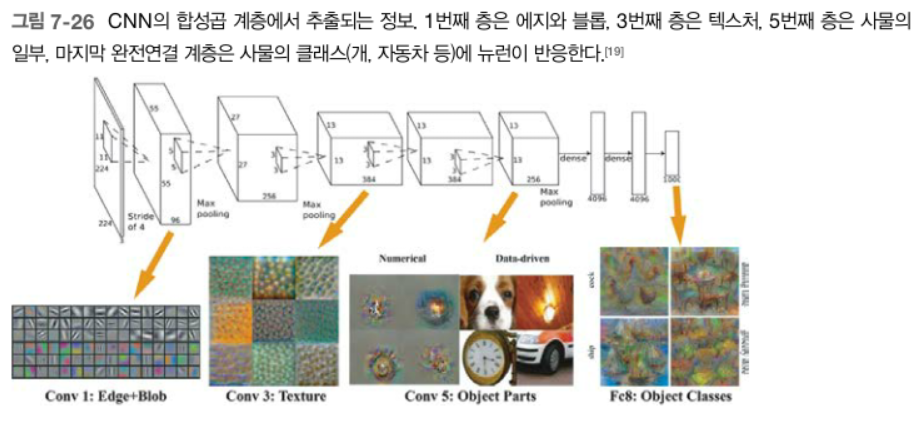 그림 7-26 CNN의 합성곱 계층에서 추출되는 정보. 1번째 층은 에지와 블롭, 3번째 층은 텍스처, 5번째 층은 사물의
일부, 마지막 완전연결 계층은 사물의 클래스(개, 자동차 등)에 뉴런이 반응한다.[19]
11
11
224
224
3
Stride
of 4
55
55
5
5
96
Max
pooling
27
27
3
3
256
Max
pooling
13
13
3
3
384
13
13
3
3
384
13
13
256
Max
pooling
dense
4096
dense
4096
1000
Numerical
Data-driven
Conv 1: Edge+Blob
Conv 3: Texture
Conv 5: Object Parts
Fc8: Object Classes